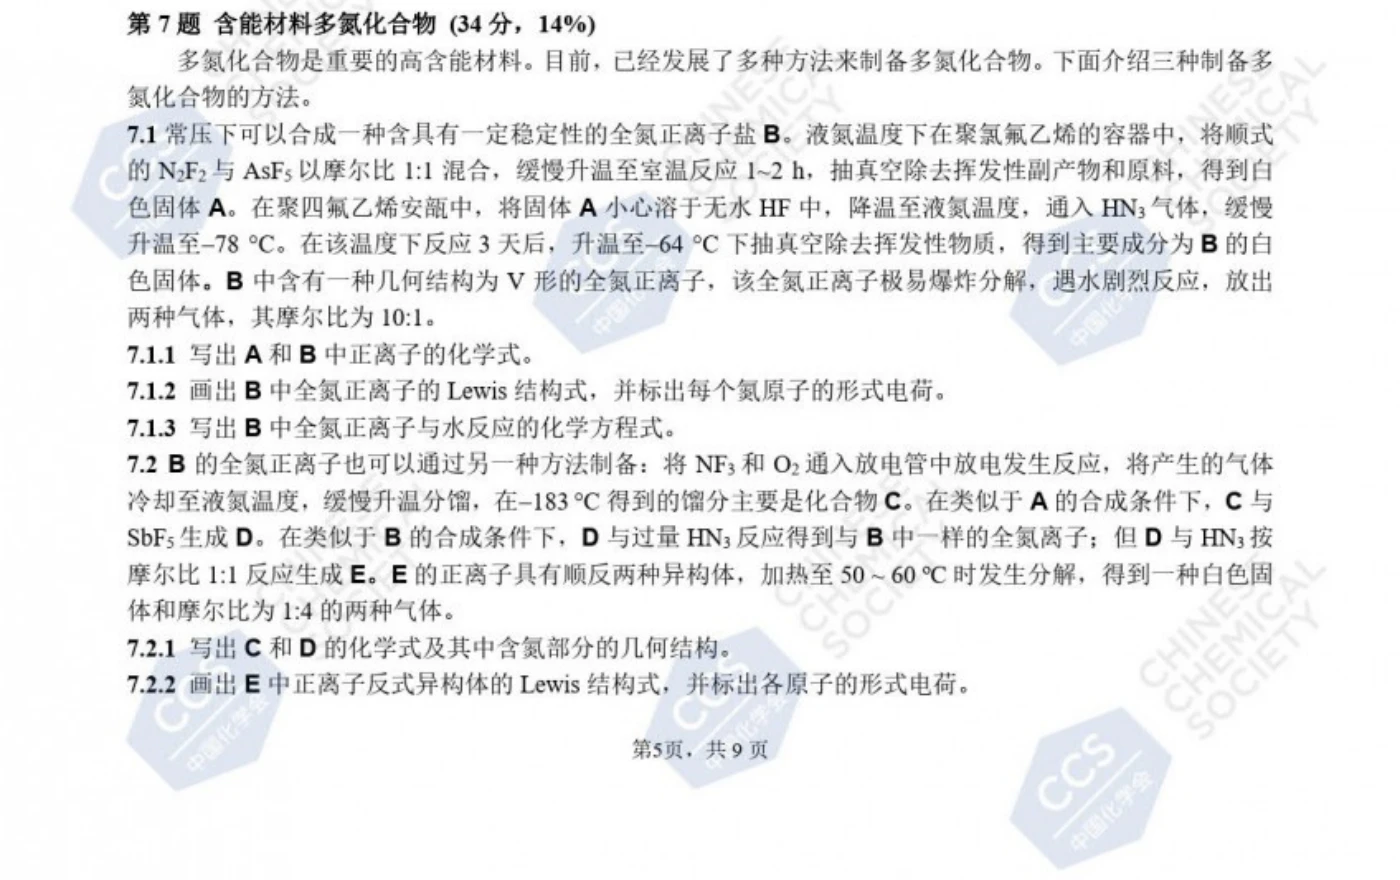 第 7 题 含能材料多氮化合物 (34 分，14%)
多氮化合物是重要的高含能材料。目前，已经发展了多种方法来制备多氮化合物。下面介绍三种制备多
氮化合物的方法。
7.1 常压下可以合成一种含具有一定稳定性的全氮正离子盐 B。液氮温度下在聚氯氟乙烯的容器中，将顺式
的 N₂F₂ 与 AsF₅ 以摩尔比 1:1 混合，缓慢升温至室温反应 1~2 h，抽真空除去挥发性副产物和原料，得到白
色固体 A。在聚四氟乙烯安瓿中，将固体 A 小心溶于无水 HF 中，降温至液氮温度，通入 HN₃ 气体，缓慢
升温至–78 °C。在该温度下反应 3 天后，升温至–64 °C 下抽真空除去挥发性物质，得到主要成分为 B 的白
色固体。B 中含有一种几何结构为 V 形的全氮正离子，该全氮正离子极易爆炸分解，遇水剧烈反应，放出
两种气体，其摩尔比为 10:1。
7.1.1 写出 A 和 B 中正离子的化学式。
7.1.2 画出 B 中全氮正离子的 Lewis 结构式，并标出每个氮原子的形式电荷。
7.1.3 写出 B 中全氮正离子与水反应的化学方程式。
7.2 B 的全氮正离子也可以通过另一种方法制备：将 NF₃ 和 O₂ 通入放电管中放电发生反应，将产生的气体
冷却至液氮温度，缓慢升温分馏，在–183 °C 得到的馏分主要是化合物 C。在类似于 A 的合成条件下，C 与
SbF₅ 生成 D。在类似于 B 的合成条件下，D 与过量 HN₃ 反应得到与 B 中一样的全氮离子；但 D 与 HN₃ 按
摩尔比 1:1 反应生成 E。E 的正离子具有顺反两种异构体，加热至 50 ~ 60 °C 时发生分解，得到一种白色固
体和摩尔比为 1:4 的两种气体。
7.2.1 写出 C 和 D 的化学式及其中含氮部分的几何结构。
7.2.2 画出 E 中正离子反式异构体的 Lewis 结构式，并标出各原子的形式电荷。
第5页，共 9 页
CCS
中国化学会
CHINESE
CHEMICAL
SOCIETY